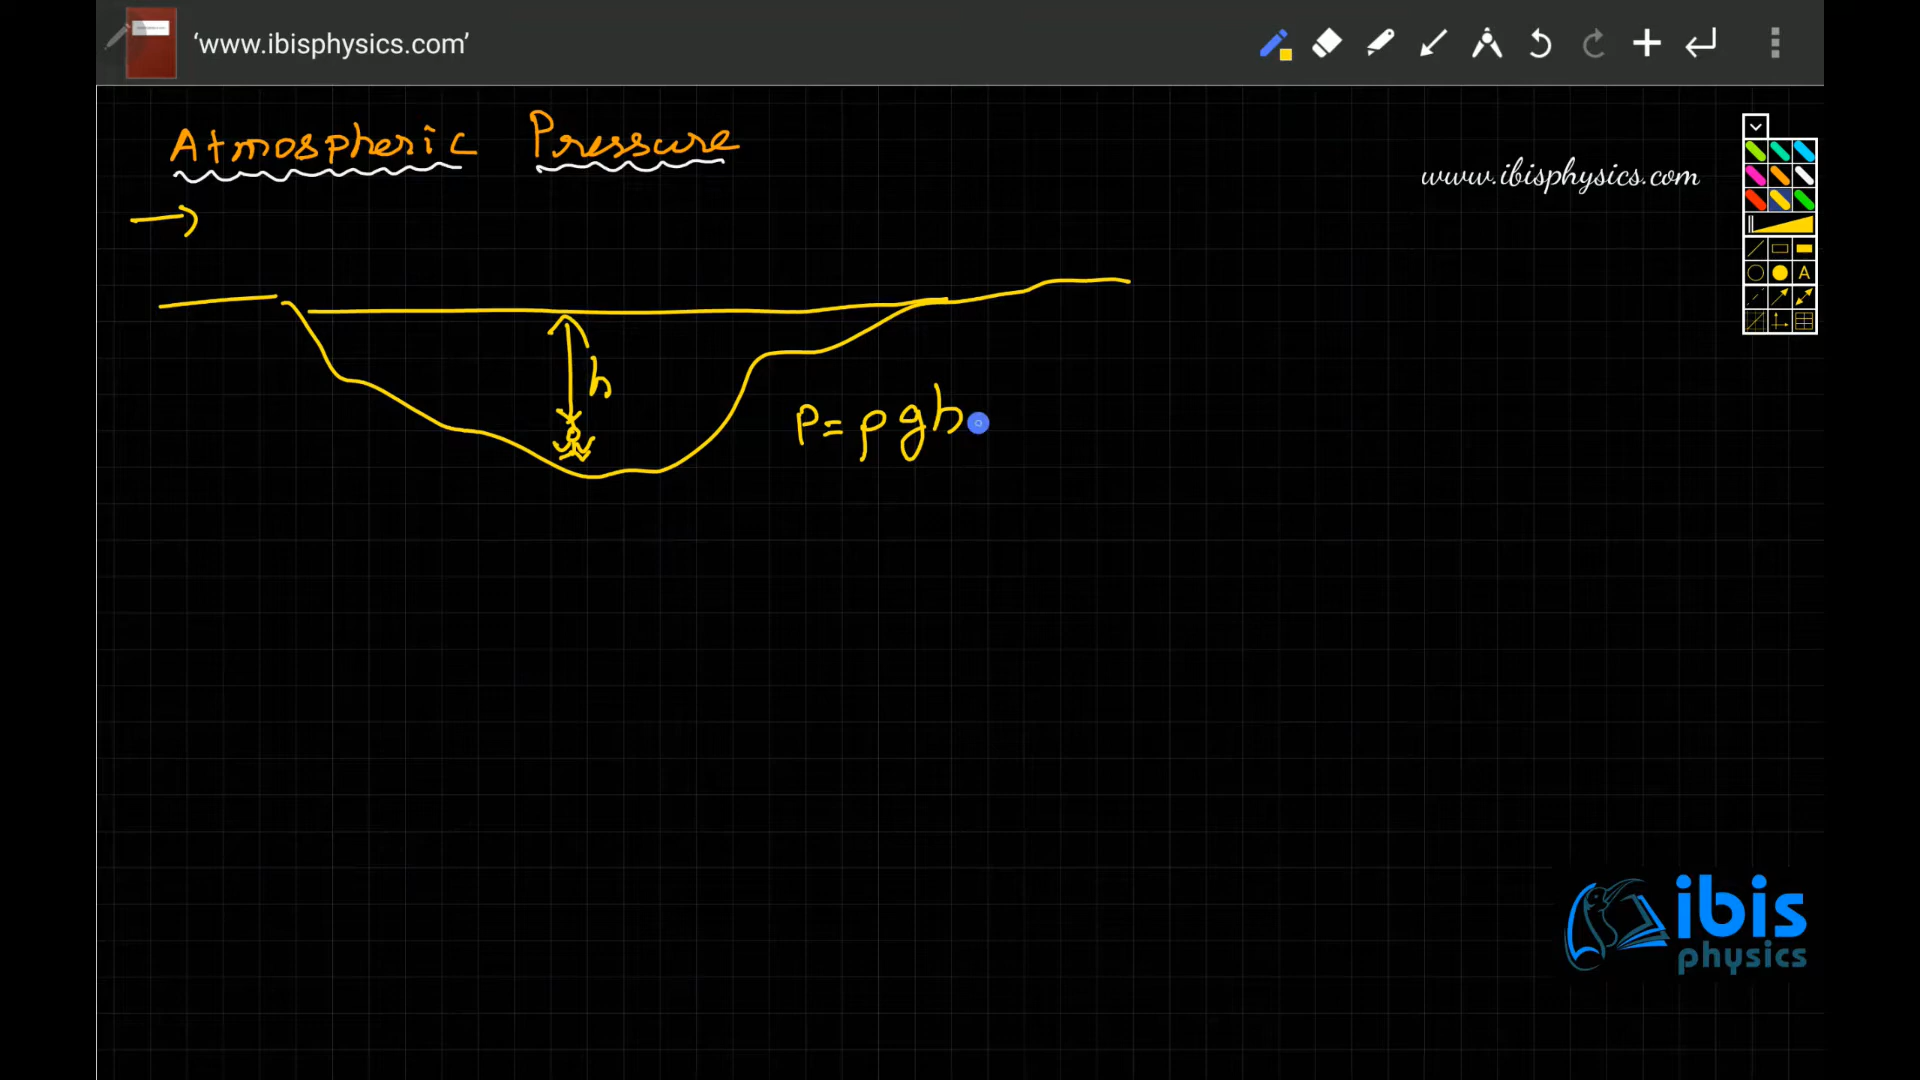 ‘www.ibisphysics.com’
Atmospheric Pressure
www.ibisphysics.com
→
h
P = ρgh
A
ibis
physics